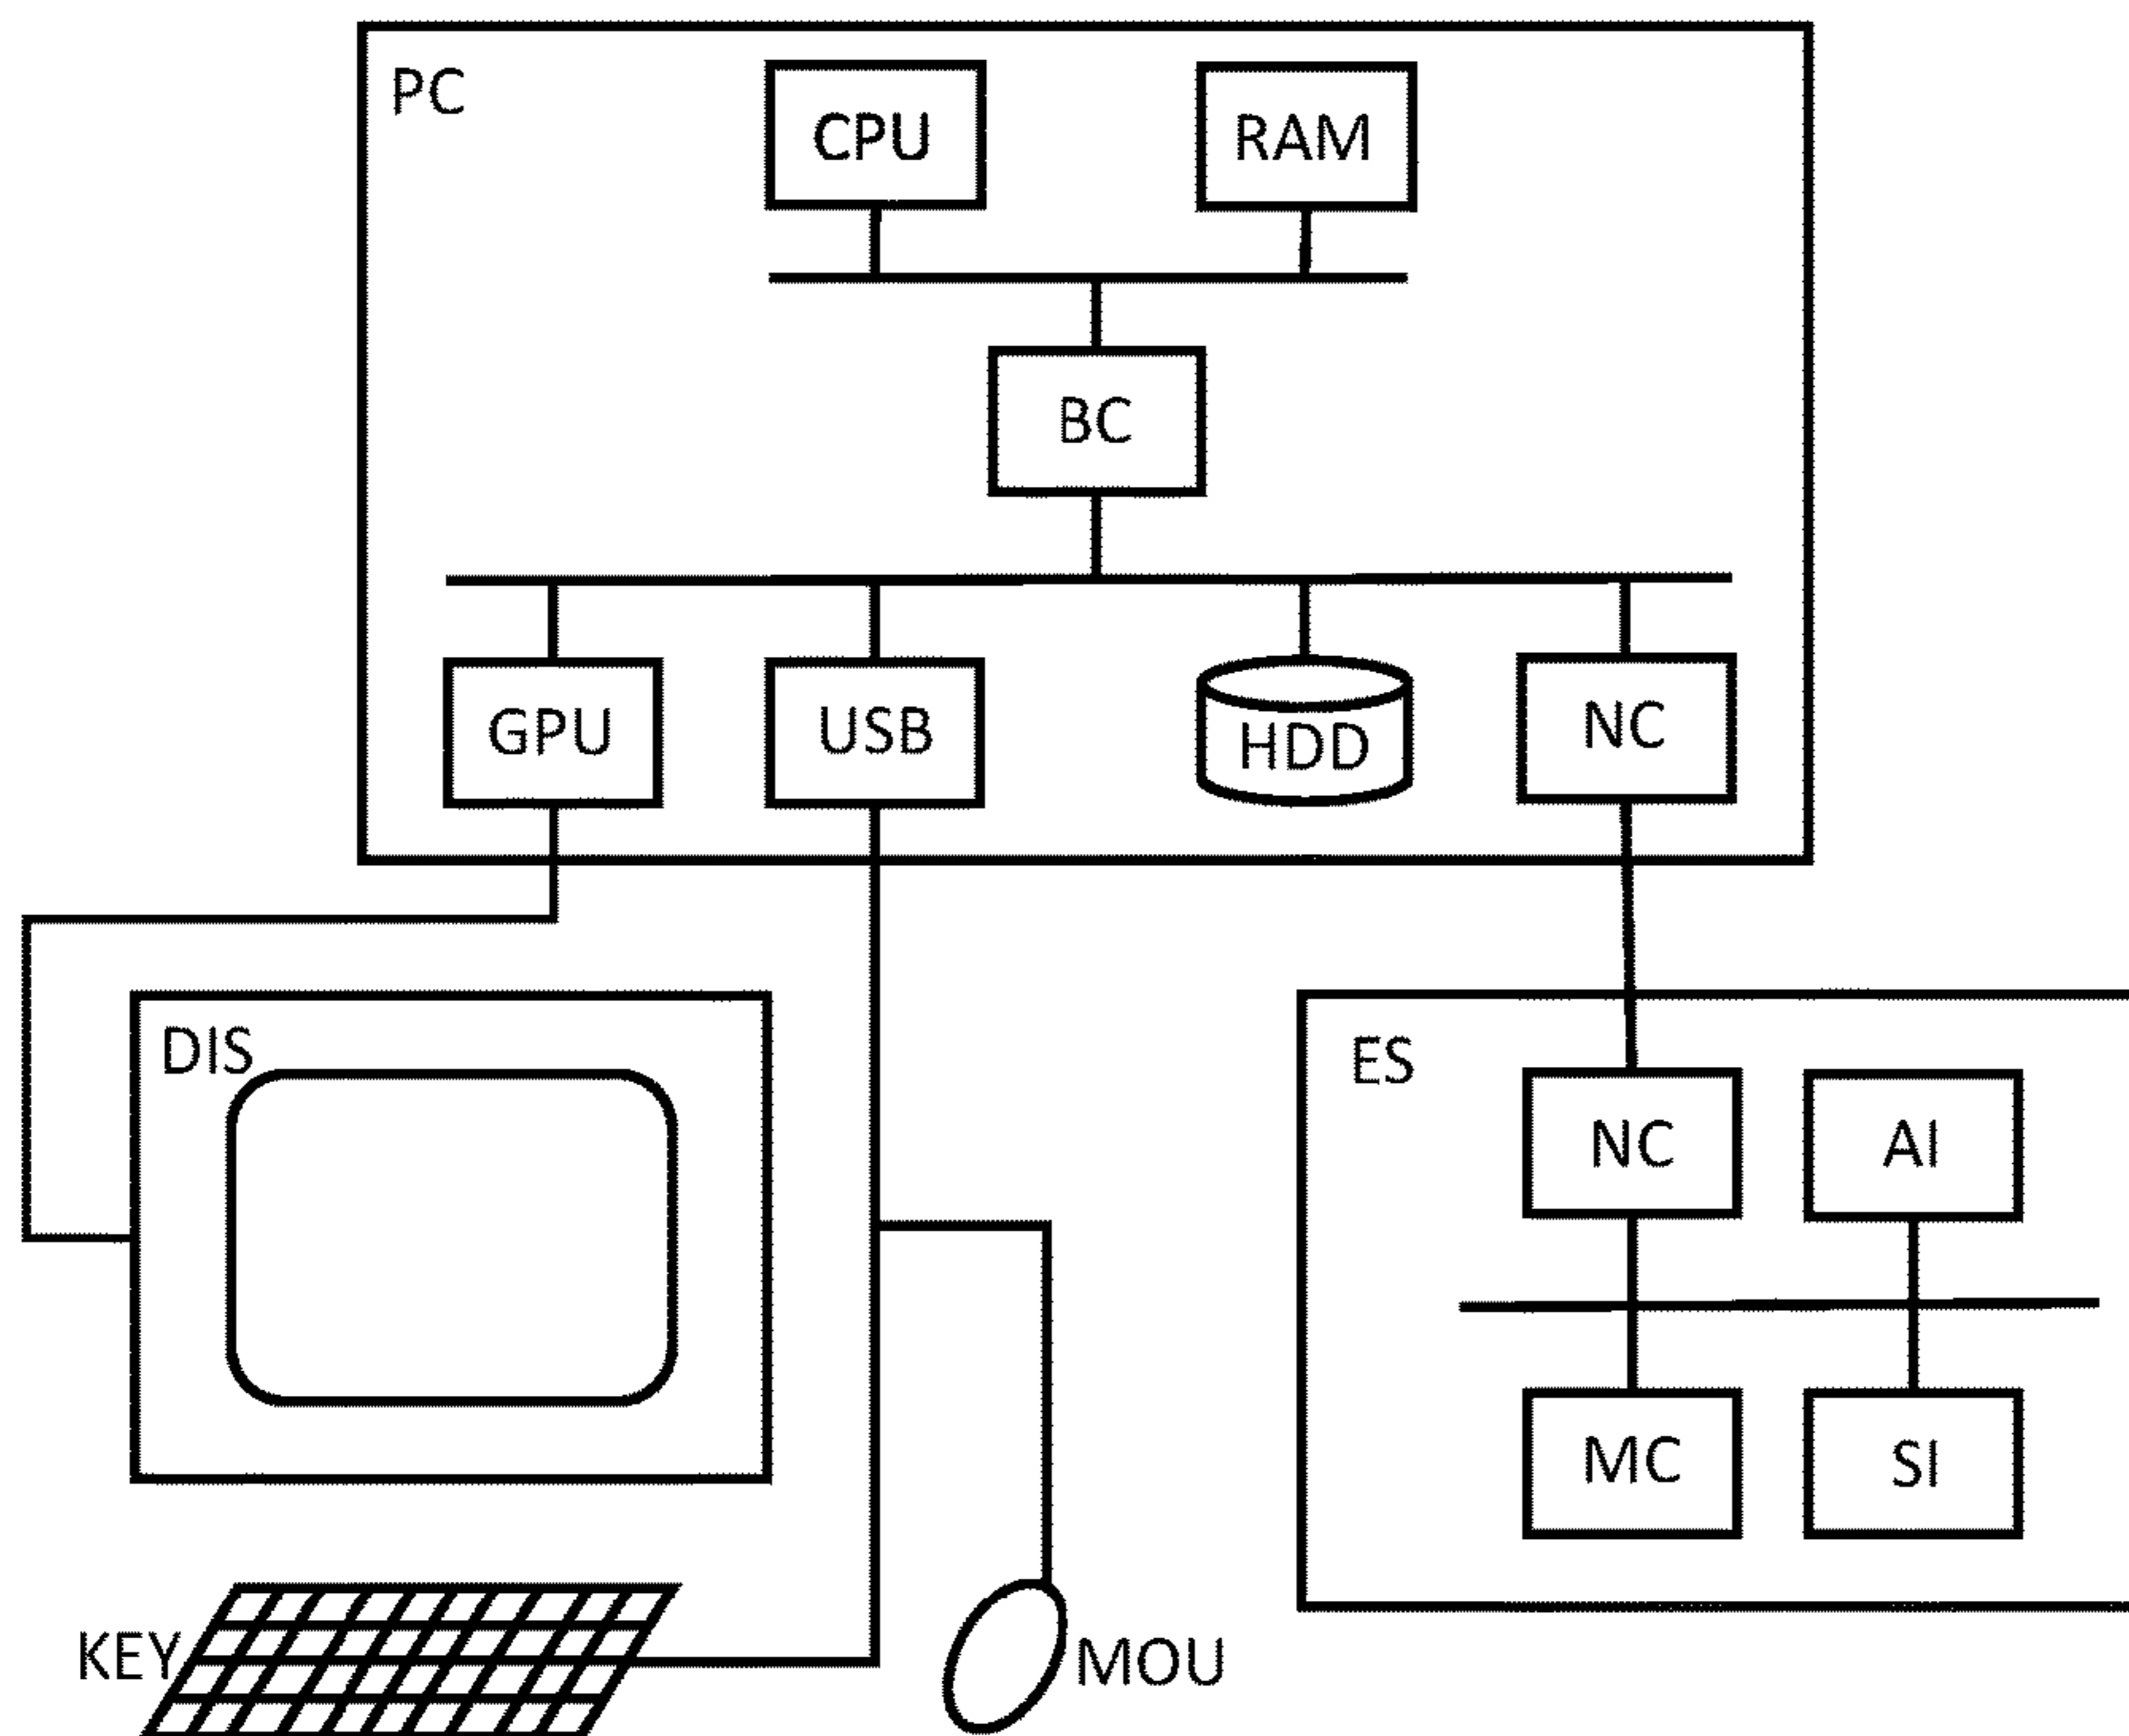 PC
CPU
RAM
BC
GPU
USB
HDD
NC
DIS
ES
NC
AI
MC
SI
KEY
MOU